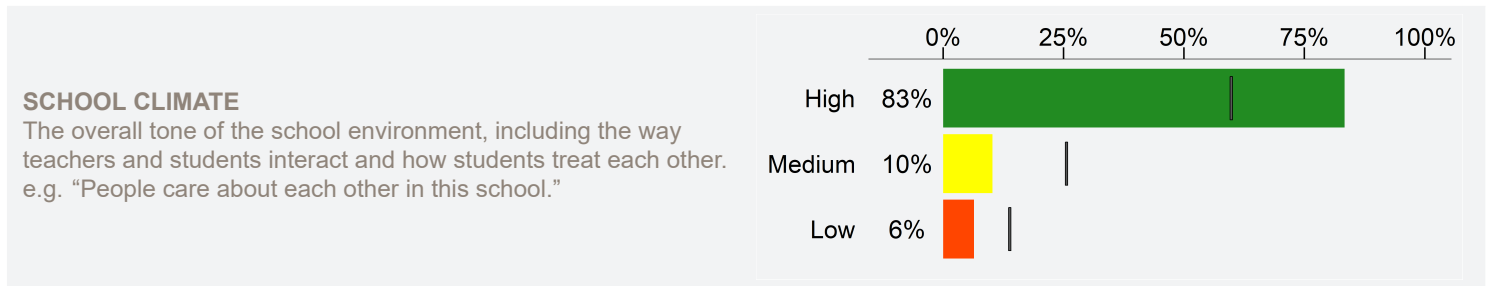 SCHOOL CLIMATE
The overall tone of the school environment, including the way
teachers and students interact and how students treat each other.
e.g. “People care about each other in this school.”
0% 25% 50% 75% 100%
High 83%
Medium 10%
Low 6%